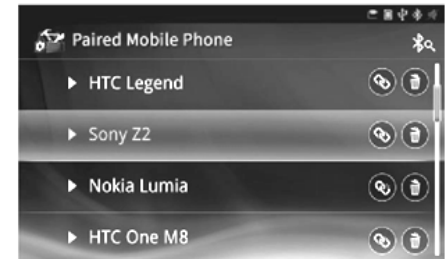 Paired Mobile Phone
HTC Legend
Sony Z2
Nokia Lumia
HTC One M8